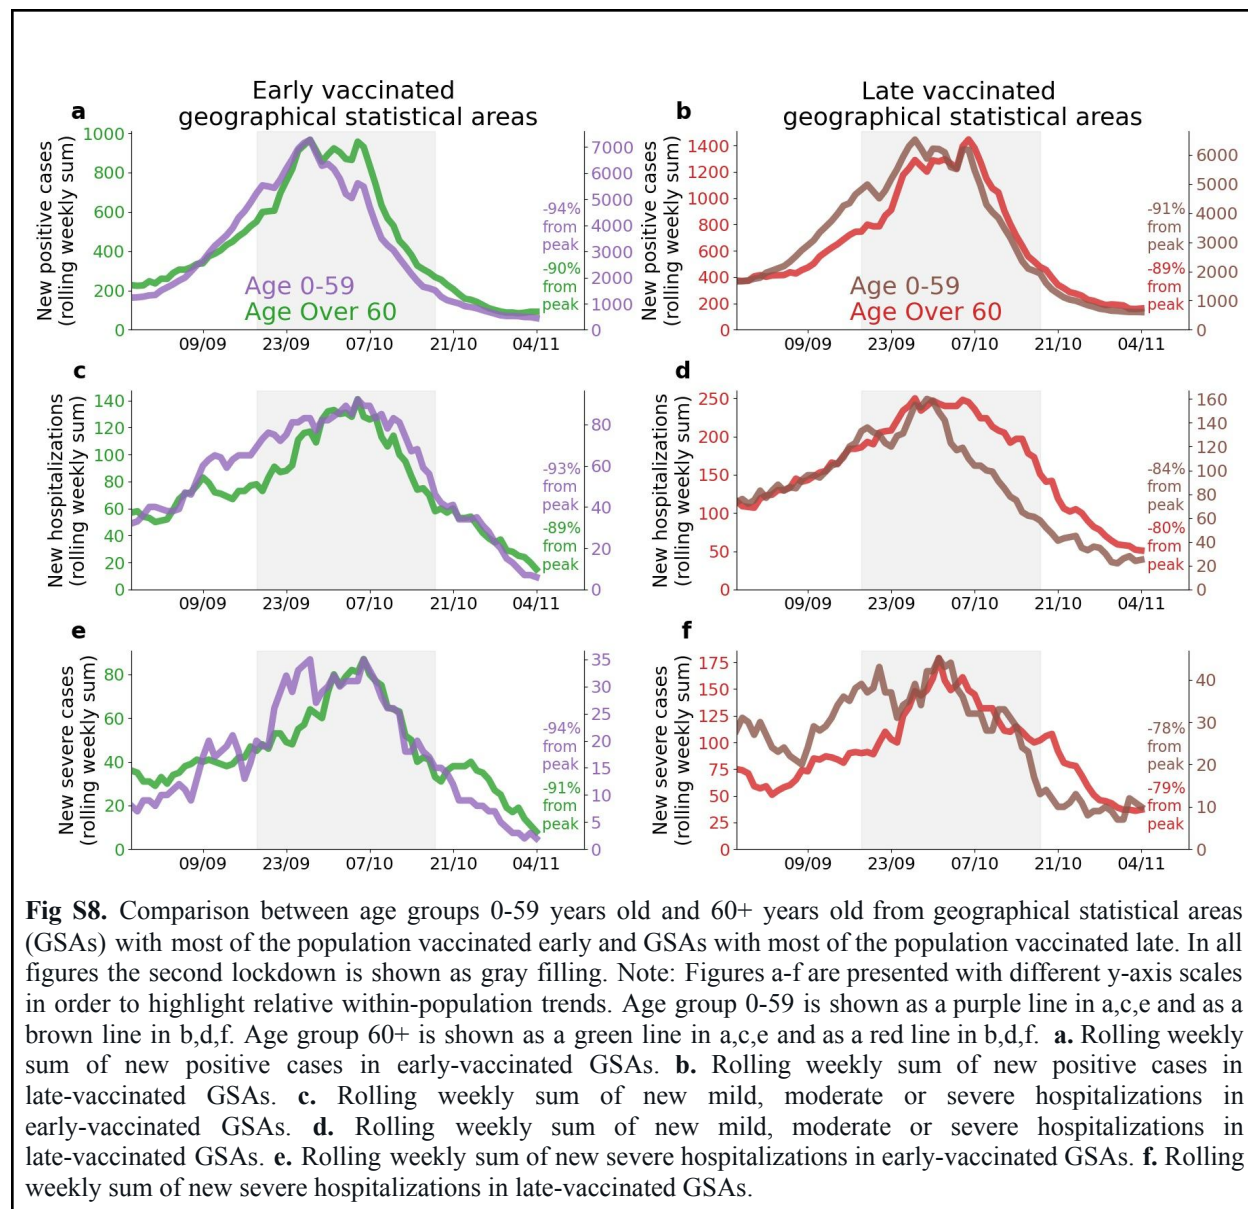 Early vaccinated
geographical statistical areas
Late vaccinated
geographical statistical areas
a
New positive cases
(rolling weekly sum)
1000
800
600
400
200
0
7000
6000
5000
4000
3000
2000
1000
0
-94%
from
peak
-90%
from
peak
Age 0-59
Age Over 60
09/09 23/09 07/10 21/10 04/11
b
New positive cases
(rolling weekly sum)
1400
1200
1000
800
600
400
200
0
6000
5000
4000
3000
2000
1000
0
-91%
from
peak
-89%
from
peak
Age 0-59
Age Over 60
09/09 23/09 07/10 21/10 04/11
c
New hospitalizations
(rolling weekly sum)
140
120
100
80
60
40
20
0
80
60
40
20
0
-93%
from
peak
-89%
from
peak
09/09 23/09 07/10 21/10 04/11
d
New hospitalizations
(rolling weekly sum)
250
200
150
100
50
0
160
140
120
100
80
60
40
20
0
-84%
from
peak
-80%
from
peak
09/09 23/09 07/10 21/10 04/11
e
New severe cases
(rolling weekly sum)
80
60
40
20
0
35
30
25
20
15
10
5
0
-94%
from
peak
-91%
from
peak
09/09 23/09 07/10 21/10 04/11
f
New severe cases
(rolling weekly sum)
175
150
125
100
75
50
25
0
40
30
20
10
0
-78%
from
peak
-79%
from
peak
09/09 23/09 07/10 21/10 04/11
Fig S8. Comparison between age groups 0-59 years old and 60+ years old from geographical statistical areas
(GSAs) with most of the population vaccinated early and GSAs with most of the population vaccinated late. In all
figures the second lockdown is shown as gray filling. Note: Figures a-f are presented with different y-axis scales
in order to highlight relative within-population trends. Age group 0-59 is shown as a purple line in a,c,e and as a
brown line in b,d,f. Age group 60+ is shown as a green line in a,c,e and as a red line in b,d,f. a. Rolling weekly
sum of new positive cases in early-vaccinated GSAs. b. Rolling weekly sum of new positive cases in
late-vaccinated GSAs. c. Rolling weekly sum of new mild, moderate or severe hospitalizations in
early-vaccinated GSAs. d. Rolling weekly sum of new mild, moderate or severe hospitalizations in
late-vaccinated GSAs. e. Rolling weekly sum of new severe hospitalizations in early-vaccinated GSAs. f. Rolling
weekly sum of new severe hospitalizations in late-vaccinated GSAs.